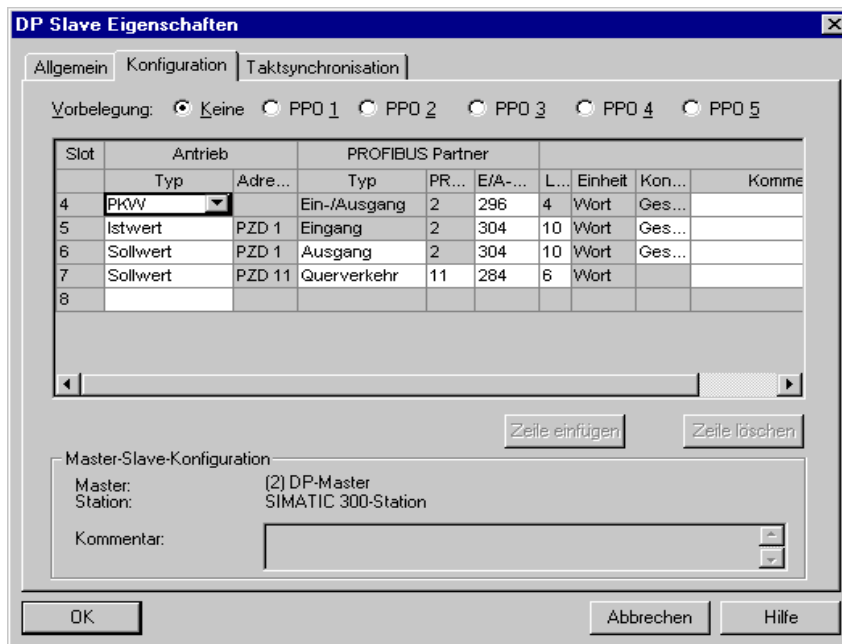 DP Slave Eigenschaften
Allgemein Konfiguration Taktsynchronisation
Vorbelegung: Keine PPO 1 PPO 2 PPO 3 PPO 4 PPO 5
Slot Antrieb PROFIBUS Partner
Typ Adre... Typ PR... E/A-... L... Einheit Kon... Komme
4 PKW Ein-/Ausgang 2 296 4 Wort Ges...
5 Istwert PZD 1 Eingang 2 304 10 Wort Ges...
6 Sollwert PZD 1 Ausgang 2 304 10 Wort Ges...
7 Sollwert PZD 11 Querverkehr 11 284 6 Wort
8
Zeile einfügen Zeile löschen
Master-Slave-Konfiguration
Master: (2) DP-Master
Station: SIMATIC 300-Station
Kommentar:
OK Abbrechen Hilfe